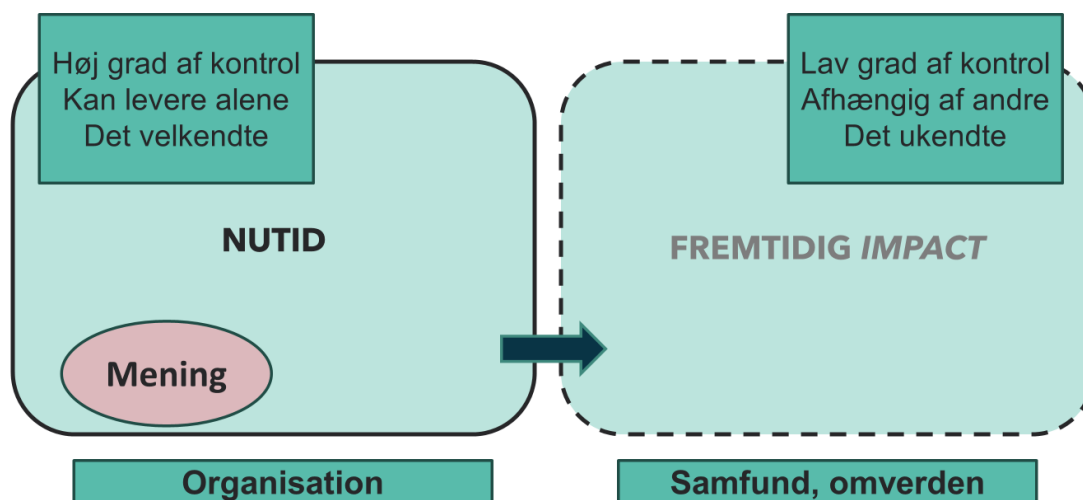 Høj grad af kontrol
Kan levere alene
Det velkendte
Lav grad af kontrol
Afhængig af andre
Det ukendte
NUTID
FREMTIDIG IMPACT
Mening
Organisation
Samfund, omverden